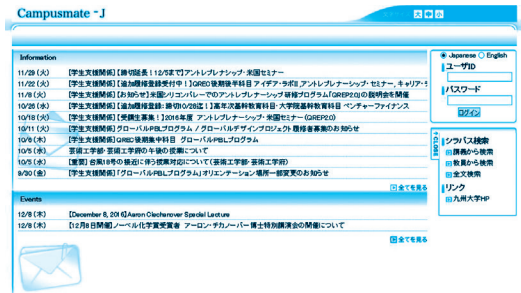 Campusmate - J
大 中 小
Information
11/29 (火) 【学生支援関係】【締切延長!12/5まで】アントレプレナーシップ・米国セミナー
11/22 (火) 【学生支援関係】【追加履修登録受付中!】QREC後期後半科目 アイデア・ラボⅡ,アントレプレナーシップ・セミナー, キャリア・デ
11/8 (火) 【学生支援関係】【お知らせ】米国シリコンバレーでのアントレプレナーシップ研修プログラム「QREP2.0」の説明会を開催
10/26 (水) 【学生支援関係】【追加履修登録:締切10/26迄!】高年次基幹教育科目・大学院基幹教育科目 ベンチャーファイナンス
10/18 (火) 【学生支援関係】【受講生募集!】2016年度 アントレプレナーシップ・米国セミナー(QREP2.0)
10/11 (火) 【学生支援関係】グローバルPBLプログラム / グローバルデザインプロジェクト履修者募集のお知らせ
10/6 (木) 【学生支援関係】QREC後期集中科目 グローバルPBLプログラム
10/5 (水) 芸術工学部・芸術工学府の午後の授業について
10/5 (水) 【重要】台風18号の接近に伴う授業対応について(芸術工学部・芸術工学府)
9/30 (金) 【学生支援関係】「グローバルPBLプログラム」オリエンテーション場所一部変更のお知らせ
全てを見る
Events
12/8 (木) 【December 8, 2016】Aaron Ciechanover Special Lecture
12/8 (木) 【12月8日開催】ノーベル化学賞受賞者 アーロン・チカノーバー博士特別講演会の開催について
全てを見る
Japanese English
ユーザID
パスワード
ログイン
CLOSE
シラバス検索
講義から検索
教員から検索
全文検索
リンク
九州大学HP